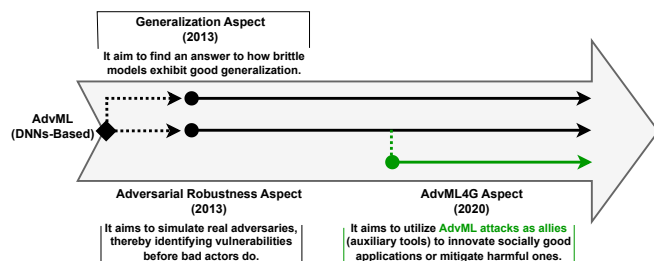 Generalization Aspect
(2013)
It aim to find an answer to how brittle
models exhibit good generalization.
AdvML
(DNNs-Based)
Adversarial Robustness Aspect
(2013)
It aims to simulate real adversaries,
thereby identifying vulnerabilities
before bad actors do.
AdvML4G Aspect
(2020)
It aims to utilize AdvML attacks as allies
(auxiliary tools) to innovate socially good
applications or mitigate harmful ones.